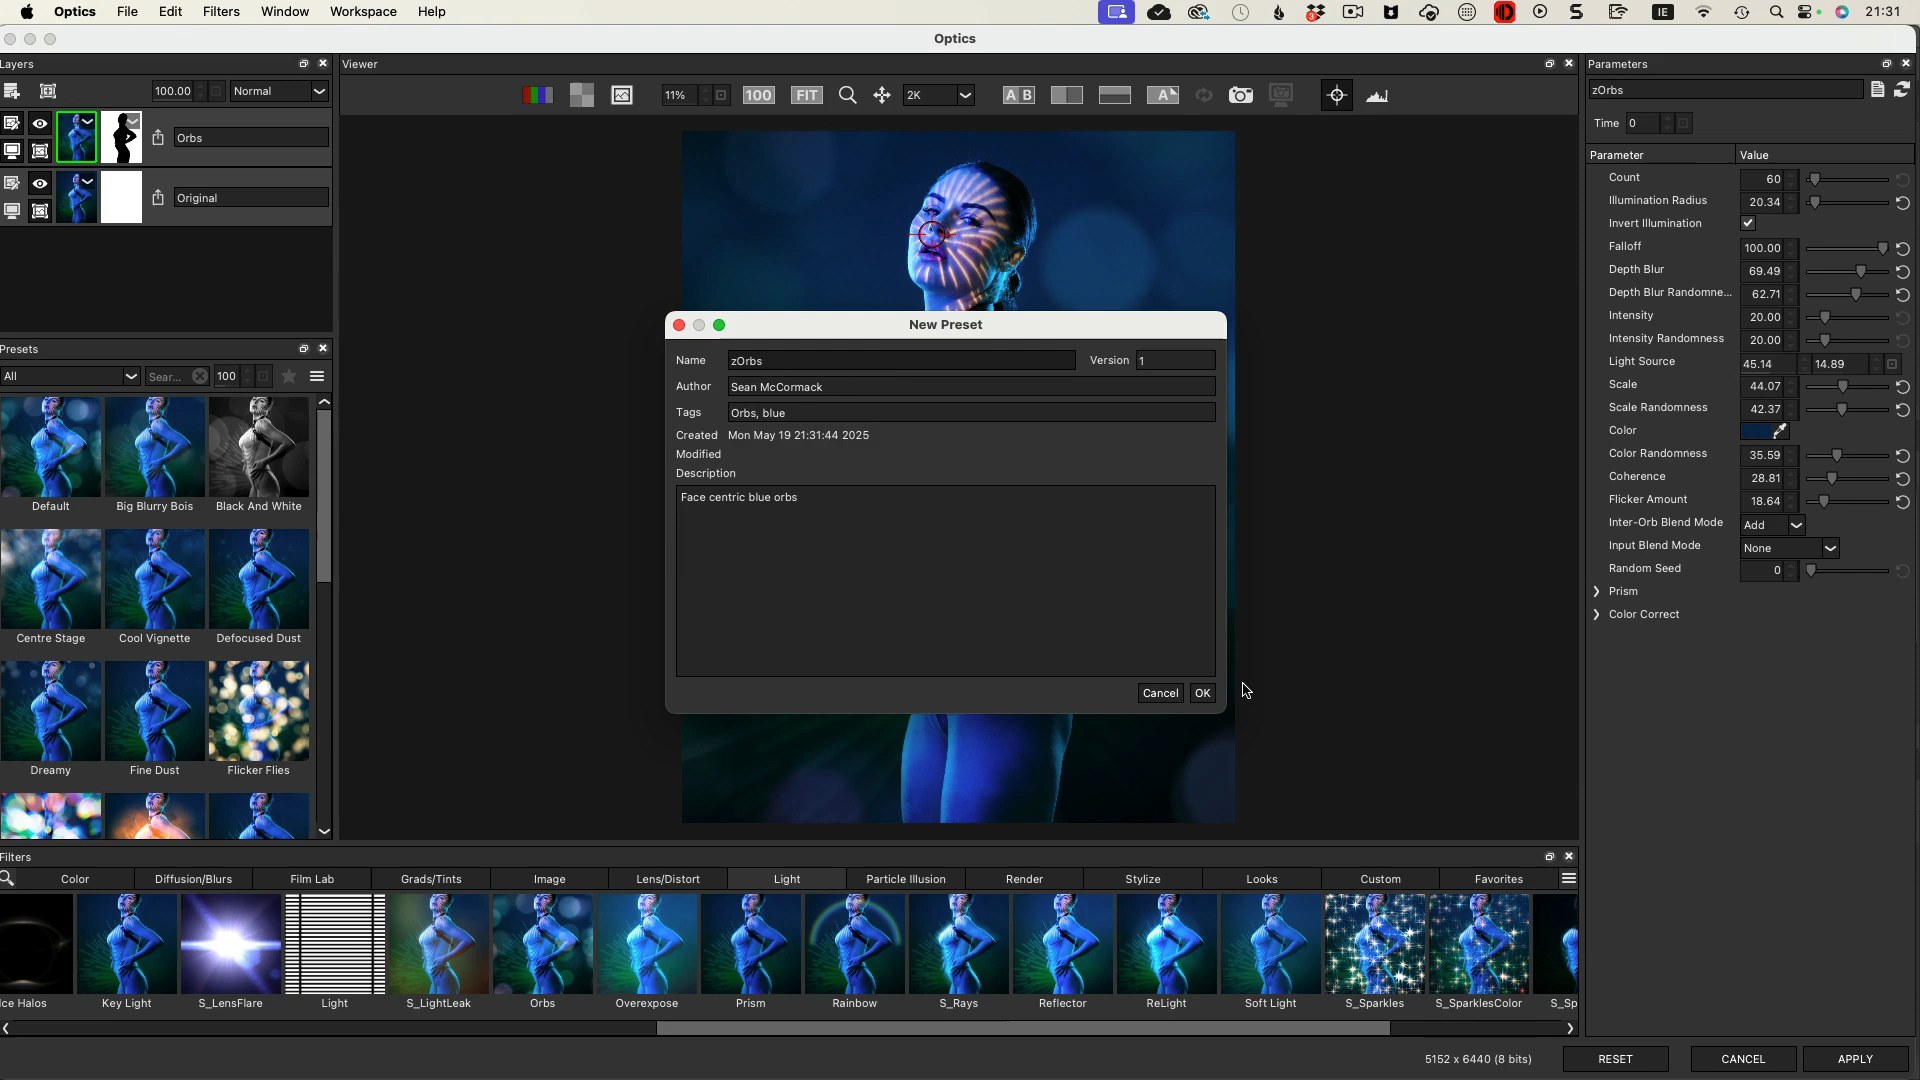 Optics File Edit Filters Window Workspace Help 3 IE 21:31
Optics
Layers
100.00 Normal
Orbs
Original
Presets
All Sear... 100
Default Big Blurry Bois Black And White
Centre Stage Cool Vignette Defocused Dust
Dreamy Fine Dust Flicker Flies
Viewer
11% 100 FIT 2K A B A
New Preset
Name zOrbs Version 1
Author Sean McCormack
Tags Orbs, blue
Created Mon May 19 21:31:44 2025
Modified
Description
Face centric blue orbs
Cancel OK
Parameters
zOrbs
Time 0
Parameter Value
Count 60
Illumination Radius 20.34
Invert Illumination
Falloff 100.00
Depth Blur 69.49
Depth Blur Randomne... 62.71
Intensity 20.00
Intensity Randomness 20.00
Light Source 45.14 14.89
Scale 44.07
Scale Randomness 42.37
Color
Color Randomness 35.59
Coherence 28.81
Flicker Amount 18.64
Inter-Orb Blend Mode Add
Input Blend Mode None
Random Seed 0
Prism
Color Correct
Filters
Color Diffusion/Blurs Film Lab Grads/Tints Image Lens/Distort Light Particle Illusion Render Stylize Looks Custom Favorites
ce Halos Key Light S_LensFlare Light S_LightLeak Orbs Overexpose Prism Rainbow S_Rays Reflector ReLight Soft Light S_Sparkles S_SparklesColor S_Sp
5152 x 6440 (8 bits) RESET CANCEL APPLY